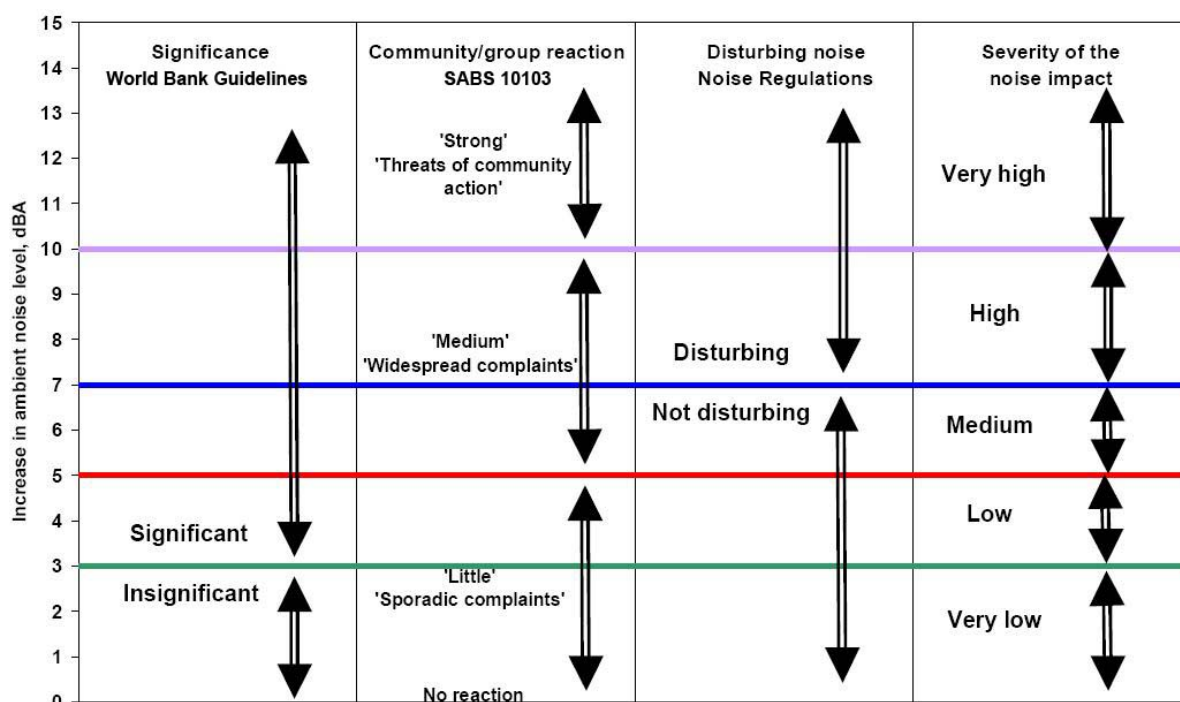 Increase in ambient noise level, dBA
15
14
13
12
11
10
9
8
7
6
5
4
3
2
1
0
Significance
World Bank Guidelines
Significant
Insignificant
Community/group reaction
SABS 10103
'Strong'
'Threats of community
action'
'Medium'
'Widespread complaints'
'Little'
'Sporadic complaints'
No reaction
Disturbing noise
Noise Regulations
Disturbing
Not disturbing
Severity of the
noise impact
Very high
High
Medium
Low
Very low